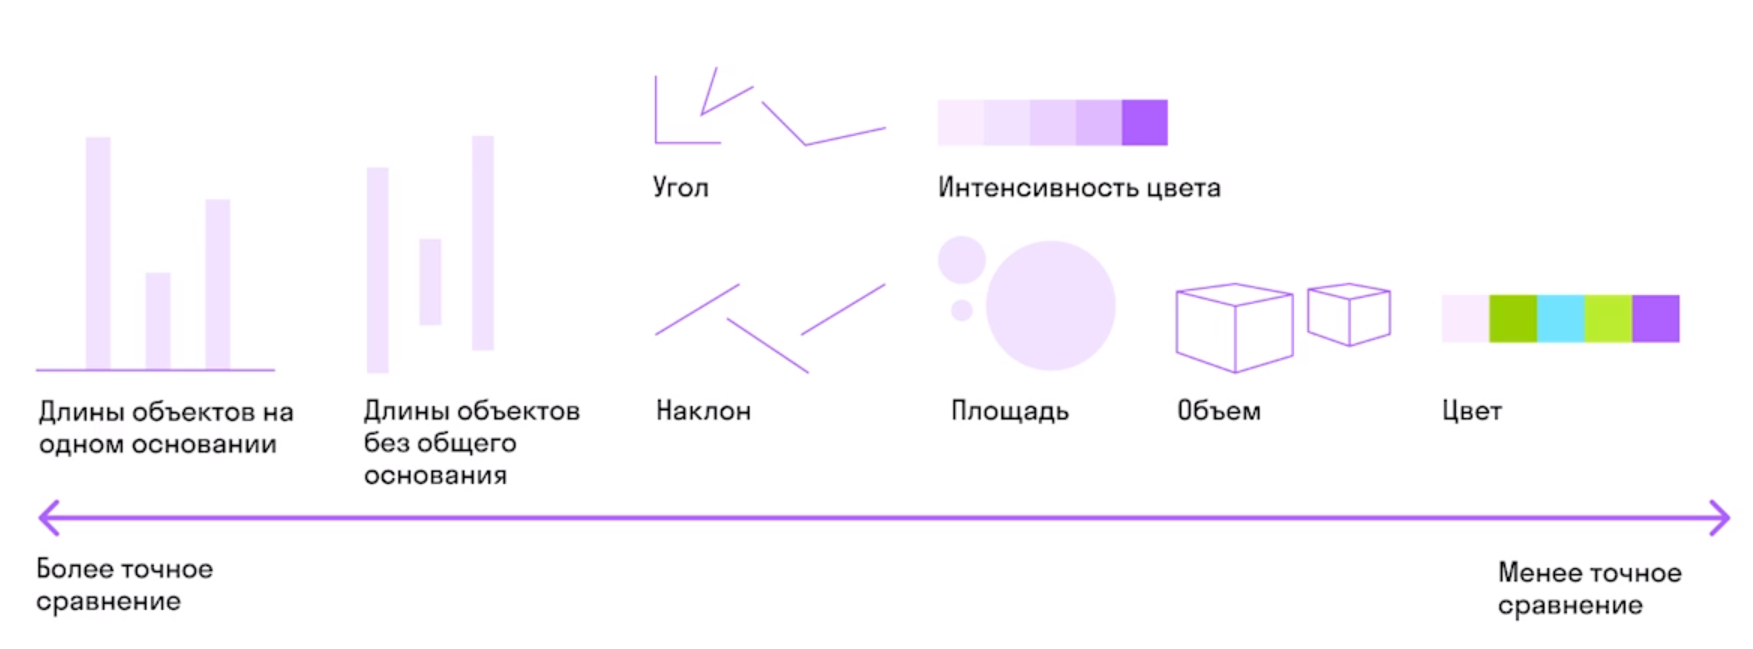 Угол
Интенсивность цвета
Длины объектов на
одном основании
Длины объектов
без общего
основания
Наклон
Площадь
Объем
Цвет
Более точное
сравнение
Менее точное
сравнение